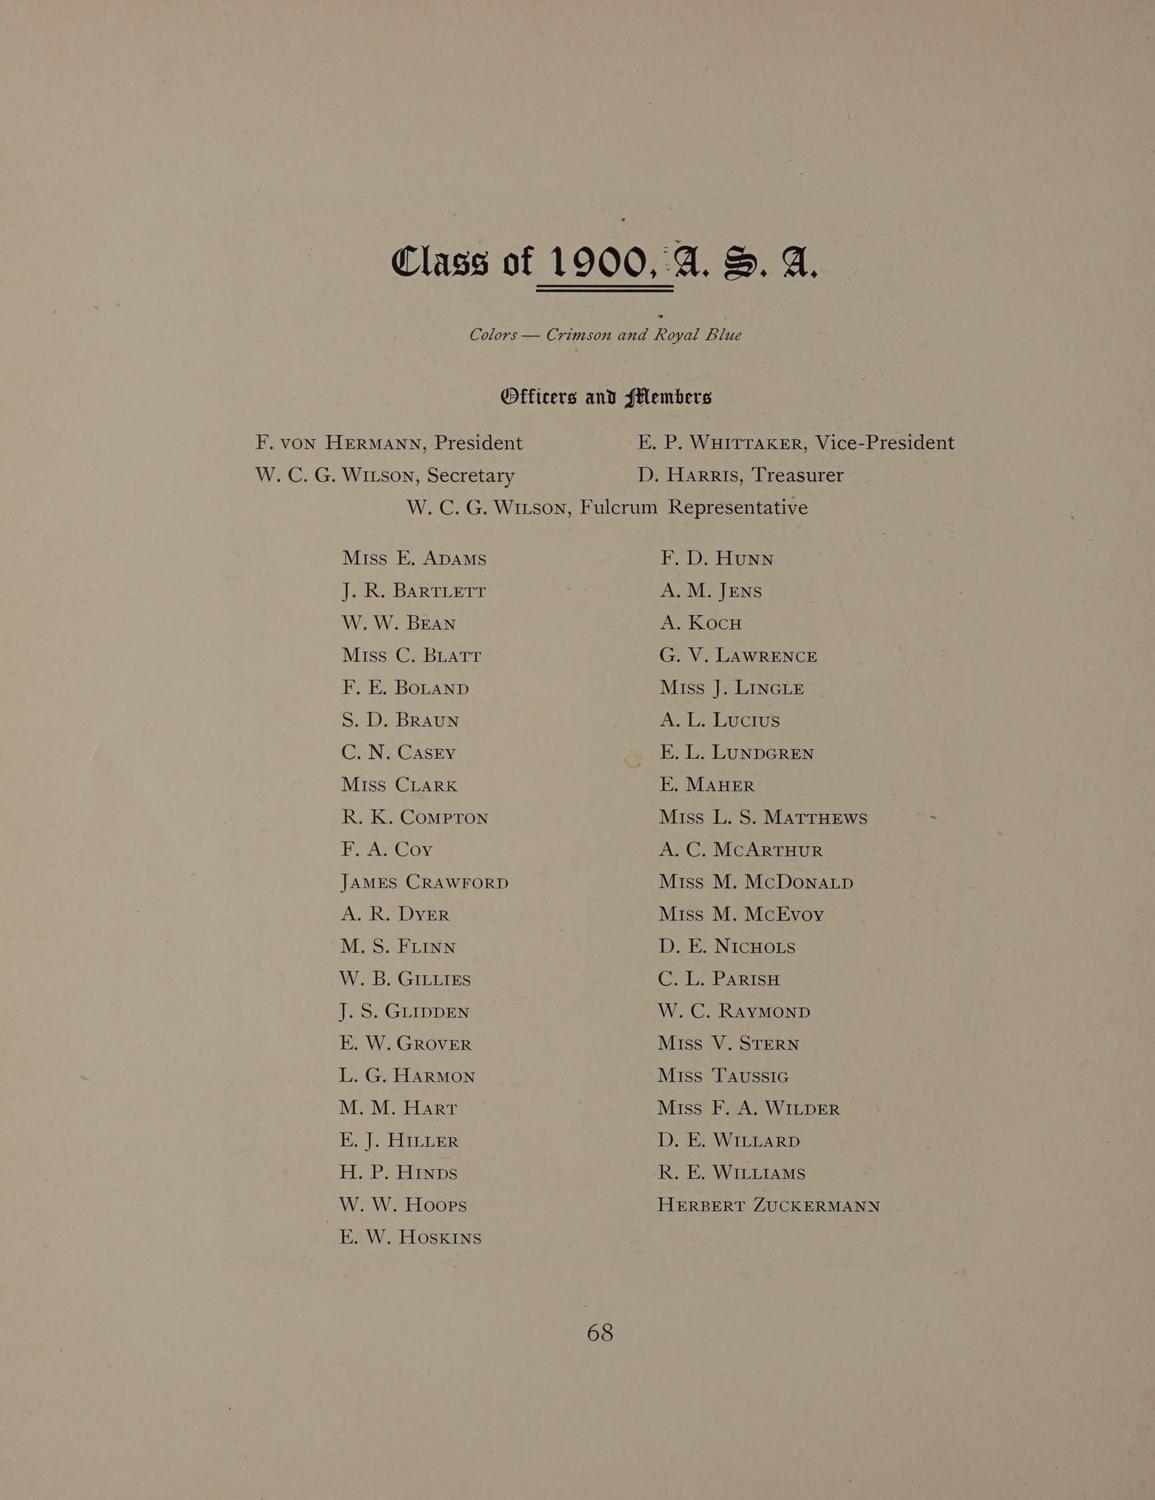 Class of 1900, A. S. A.
Colors — Crimson and Royal Blue
Officers and Members
F. von Hermann, President
E. P. Whittaker, Vice-President
W. C. G. Wilson, Secretary
D. Harris, Treasurer
W. C. G. Wilson, Fulcrum Representative
Miss E. Adams
J. R. Bartlett
W. W. Bean
Miss C. Blatt
F. E. Boland
S. D. Braun
C. N. Casey
Miss Clark
R. K. Compton
F. A. Coy
James Crawford
A. R. Dyer
M. S. Flinn
W. B. Gillies
J. S. Glidden
E. W. Grover
L. G. Harmon
M. M. Hart
E. J. Hiller
H. P. Hinds
W. W. Hoops
E. W. Hoskins
F. D. Hunn
A. M. Jens
A. Koch
G. V. Lawrence
Miss J. Lingle
A. L. Lucius
E. L. Lundgren
E. Maher
Miss L. S. Matthews
A. C. McArthur
Miss M. McDonald
Miss M. McEvoy
D. E. Nichols
C. L. Parish
W. C. Raymond
Miss V. Stern
Miss Taussig
Miss F. A. Wilder
D. E. Willard
R. E. Williams
Herbert Zuckermann
68